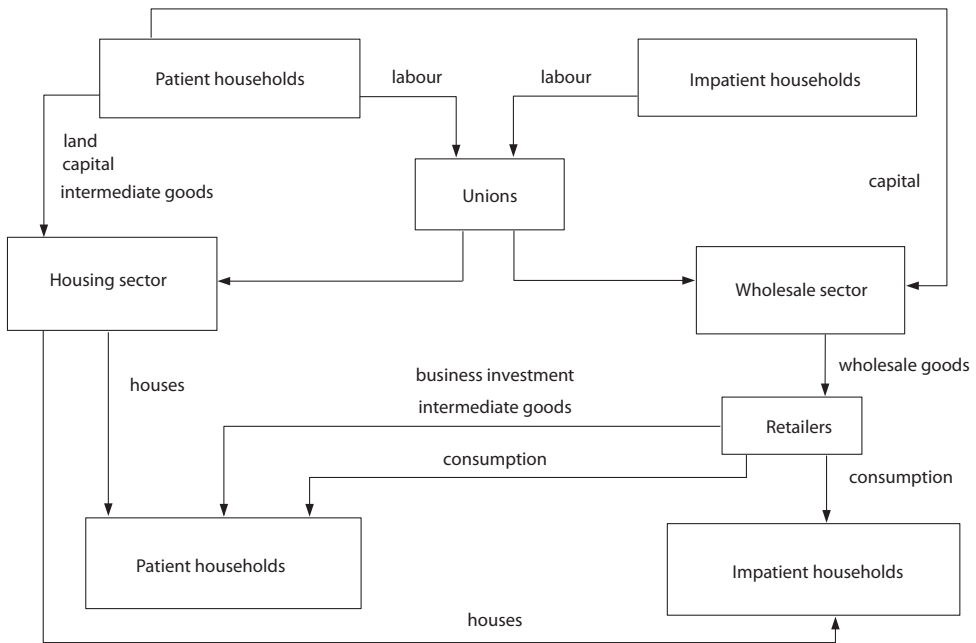 Patient households
labour
labour
Impatient households
land
capital
intermediate goods
capital
Unions
Housing sector
Wholesale sector
houses
business investment
intermediate goods
wholesale goods
Retailers
consumption
consumption
Patient households
Impatient households
houses